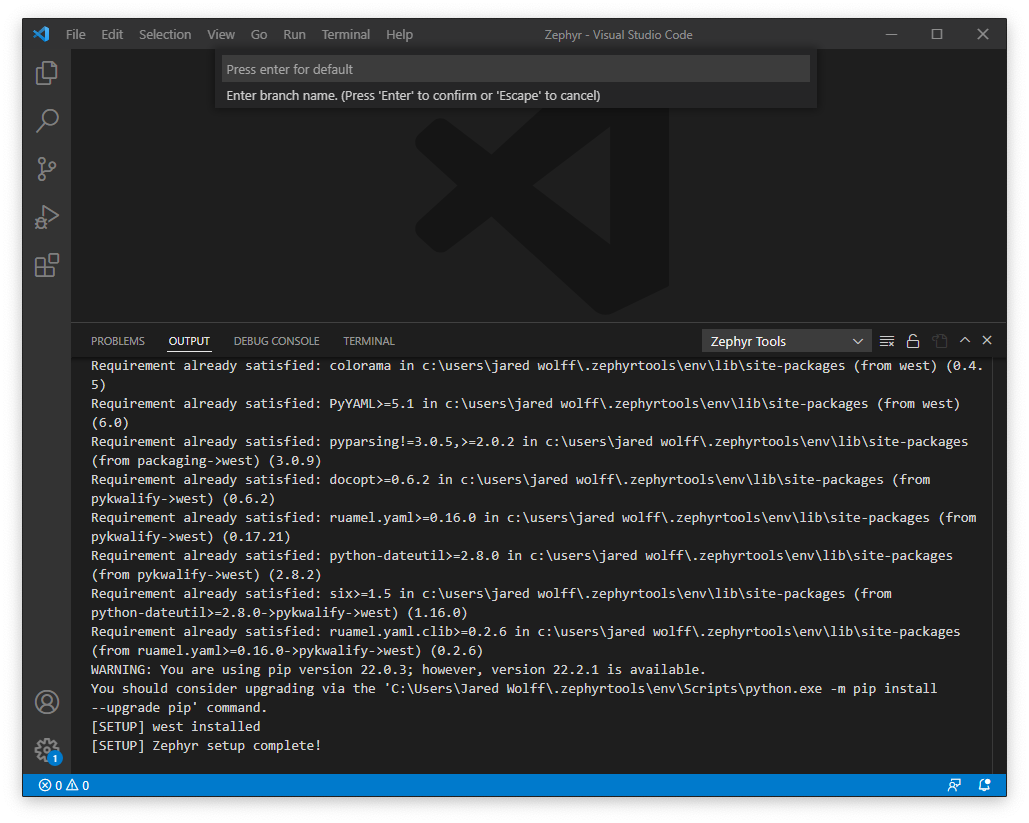 File Edit Selection View Go Run Terminal Help Zephyr - Visual Studio Code
Press enter for default
Enter branch name. (Press 'Enter' to confirm or 'Escape' to cancel)
PROBLEMS OUTPUT DEBUG CONSOLE TERMINAL Zephyr Tools
Requirement already satisfied: colorama in c:\users\jared wolff\.zephyrtools\env\lib\site-packages (from west) (0.4.
5)
Requirement already satisfied: PyYAML>=5.1 in c:\users\jared wolff\.zephyrtools\env\lib\site-packages (from west)
(6.0)
Requirement already satisfied: pyparsing!=3.0.5,>=2.0.2 in c:\users\jared wolff\.zephyrtools\env\lib\site-packages
(from packaging->west) (3.0.9)
Requirement already satisfied: docopt>=0.6.2 in c:\users\jared wolff\.zephyrtools\env\lib\site-packages (from
pykwalify->west) (0.6.2)
Requirement already satisfied: ruamel.yaml>=0.16.0 in c:\users\jared wolff\.zephyrtools\env\lib\site-packages (from
pykwalify->west) (0.17.21)
Requirement already satisfied: python-dateutil>=2.8.0 in c:\users\jared wolff\.zephyrtools\env\lib\site-packages
(from pykwalify->west) (2.8.2)
Requirement already satisfied: six>=1.5 in c:\users\jared wolff\.zephyrtools\env\lib\site-packages (from
python-dateutil>=2.8.0->pykwalify->west) (1.16.0)
Requirement already satisfied: ruamel.yaml.clib>=0.2.6 in c:\users\jared wolff\.zephyrtools\env\lib\site-packages
(from ruamel.yaml>=0.16.0->pykwalify->west) (0.2.6)
WARNING: You are using pip version 22.0.3; however, version 22.2.1 is available.
You should consider upgrading via the 'C:\Users\Jared Wolff\.zephyrtools\env\Scripts\python.exe -m pip install
--upgrade pip' command.
[SETUP] west installed
[SETUP] Zephyr setup complete!
1
0 0